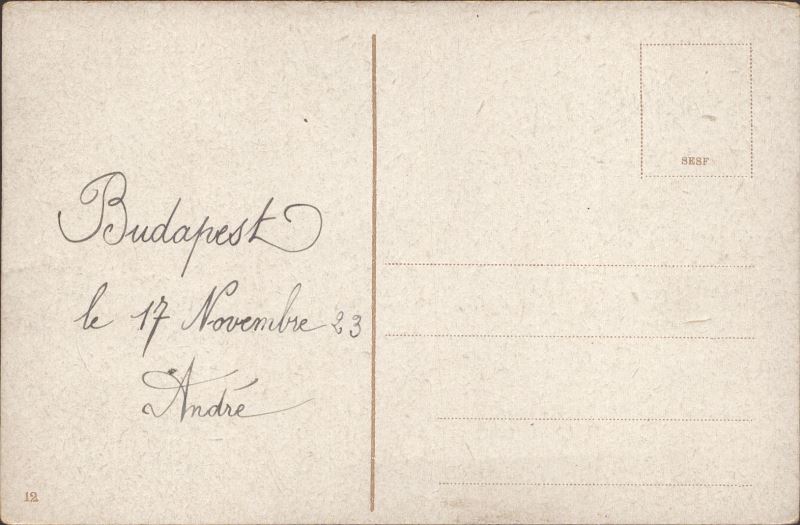 Budapest
le 17 Novembre 23
André
SESF
12